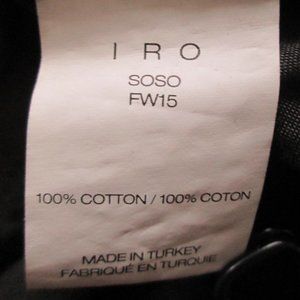 IRO
SOSO
FW15
100% COTTON / 100% COTON
MADE IN TURKEY
FABRIQUÉ EN TURQUIE